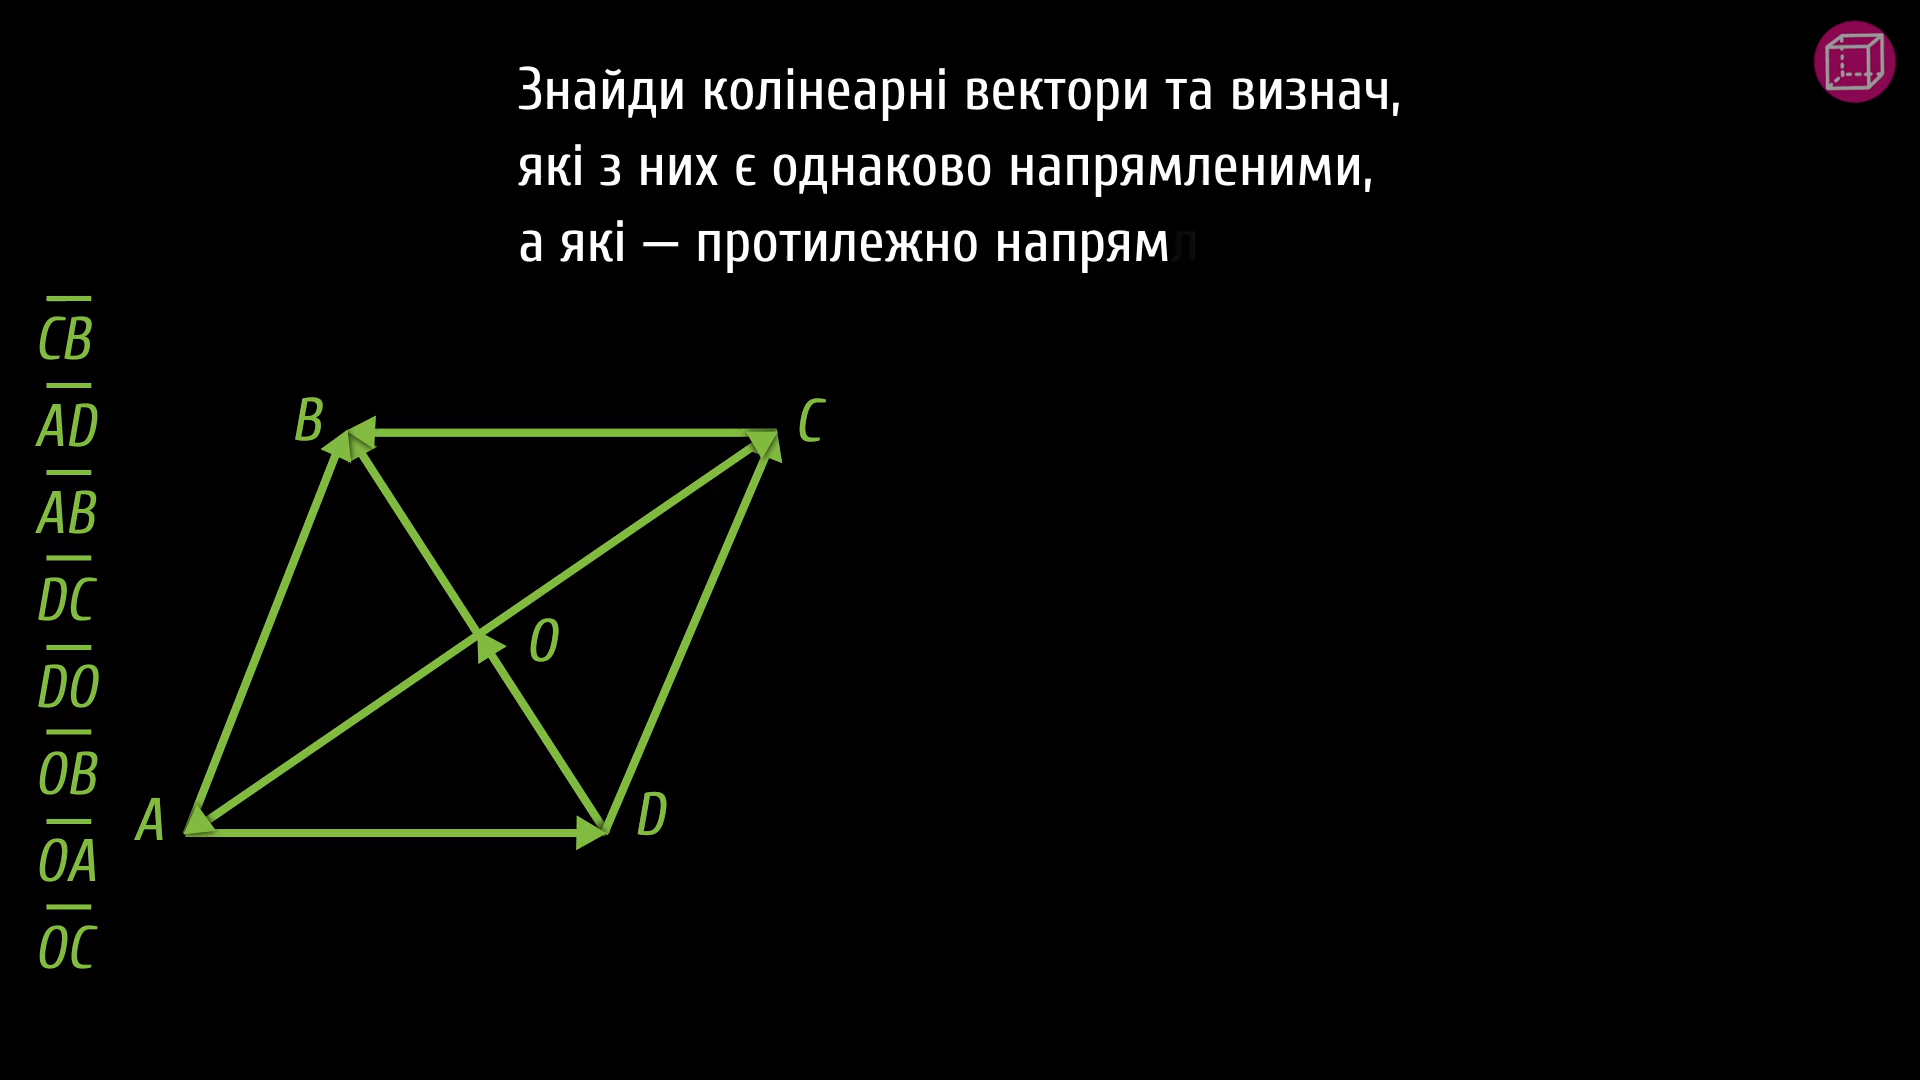 Знайди колінеарні вектори та визнач,
які з них є однаково напрямленими,
а які — протилежно напрямл
CB
AD
AB
DC
DO
OB
OA
OC
B
C
O
A
D